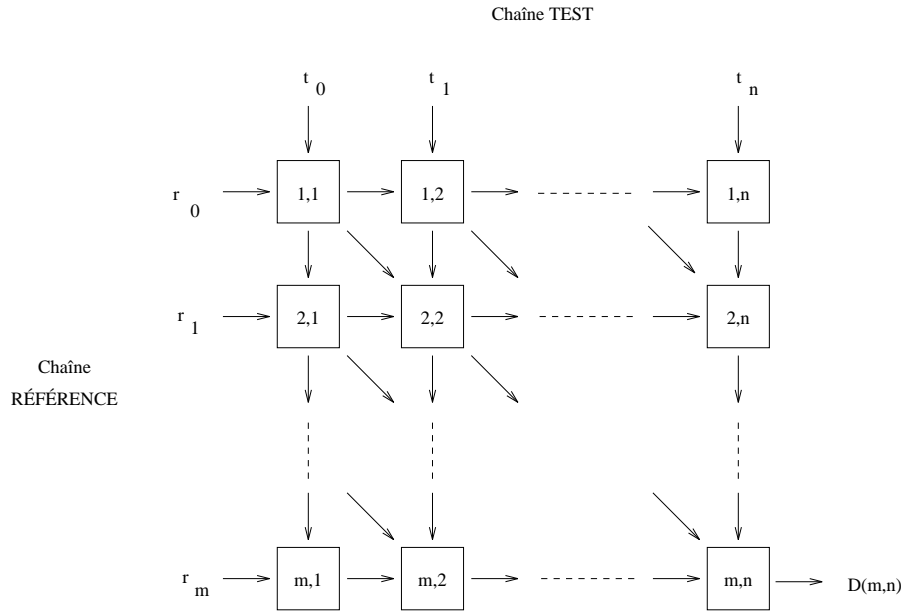 Chaîne TEST
t 0 t 1 t n
r 0 1,1 1,2 1,n
r 1 2,1 2,2 2,n
Chaîne
RÉFÉRENCE
r m m,1 m,2 m,n D(m,n)